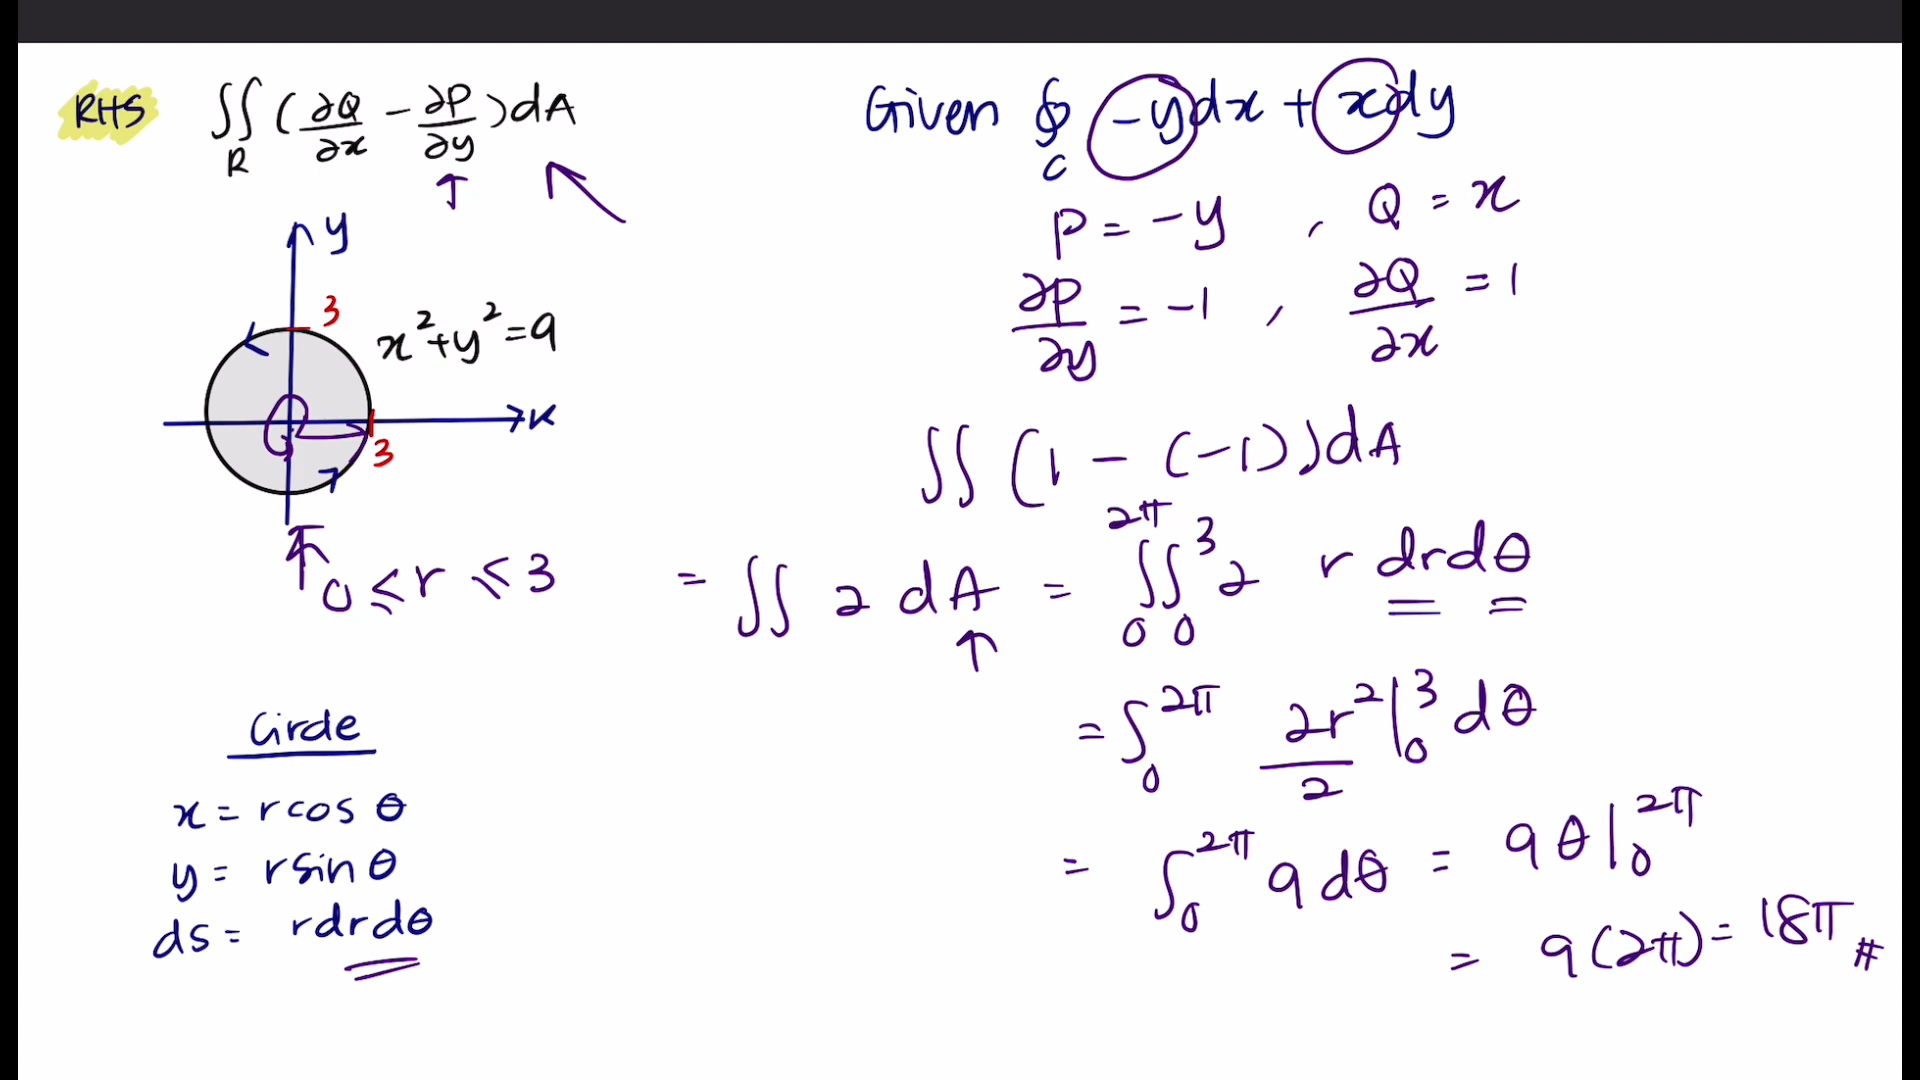 RHS ∬_R (∂Q/∂x − ∂P/∂y) dA
y
3
x² + y² = 9
x
3
0 ≤ r ≤ 3
Circle
x = r cos θ
y = r sin θ
ds = r dr dθ
Given ∮_C −y dx + x dy
P = −y , Q = x
∂P/∂y = −1 , ∂Q/∂x = 1
∬ (1 − (−1)) dA
= ∬ 2 dA = ∫₀^2π ∫₀^3 2 r dr dθ
= ∫₀^2π 2r²/2 |₀^3 dθ
= ∫₀^2π 9 dθ = 9θ |₀^2π
= 9(2π) = 18π #